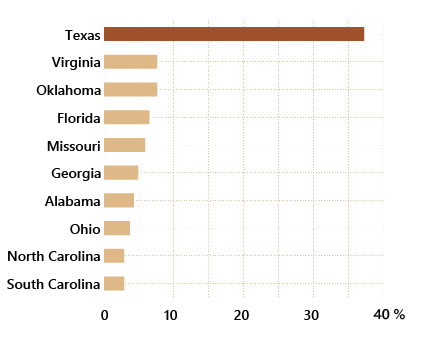 Texas
Virginia
Oklahoma
Florida
Missouri
Georgia
Alabama
Ohio
North Carolina
South Carolina
0 10 20 30 40 %